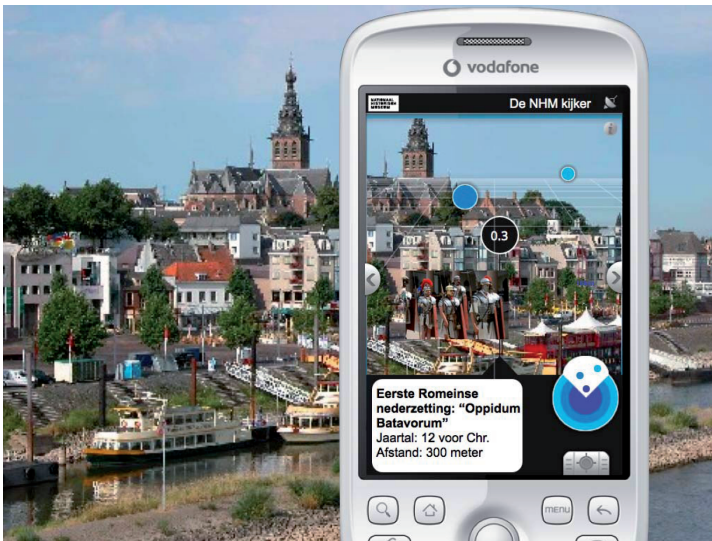 vodafone
NATIONAAL
HISTORISCH
MUSEUM
De NHM kijker
i
0.3
Eerste Romeinse
nederzetting: “Oppidum
Batavorum”
Jaartal: 12 voor Chr.
Afstand: 300 meter
MENU